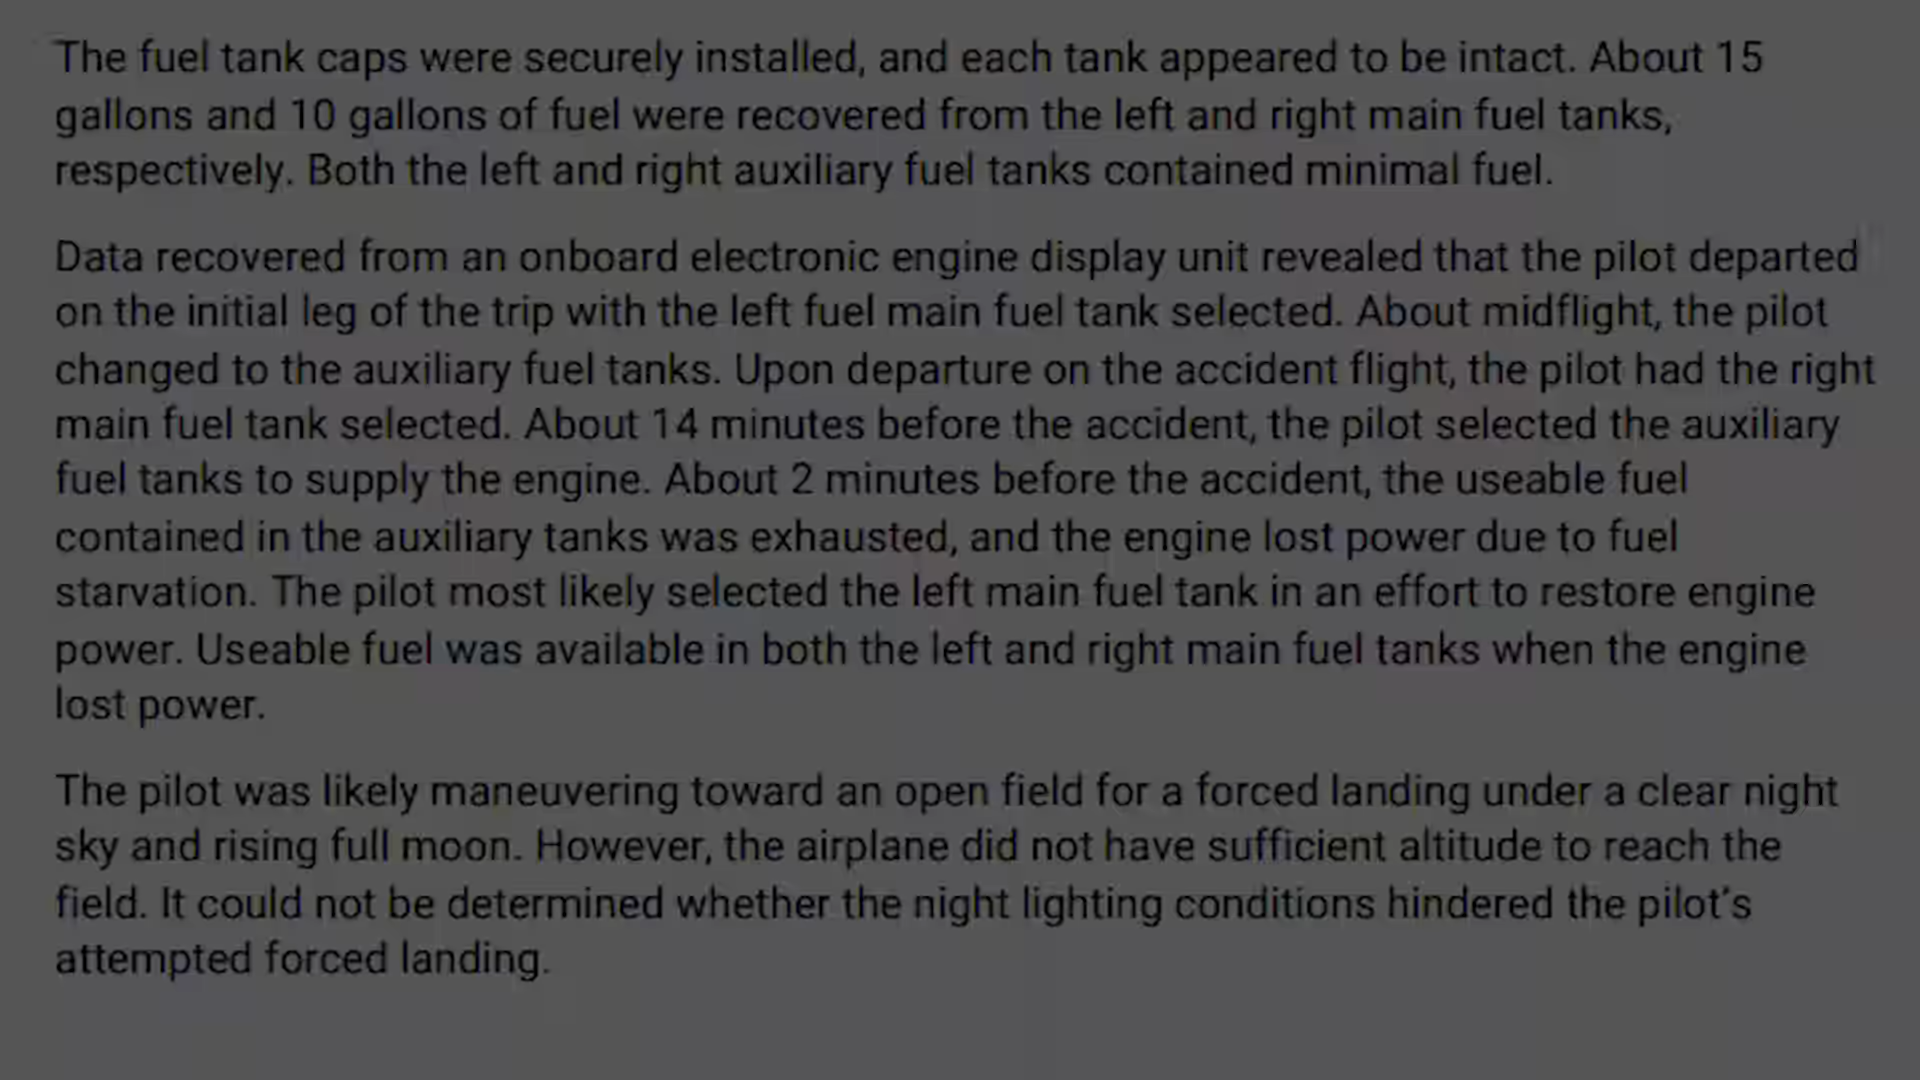 The fuel tank caps were securely installed, and each tank appeared to be intact. About 15
gallons and 10 gallons of fuel were recovered from the left and right main fuel tanks,
respectively. Both the left and right auxiliary fuel tanks contained minimal fuel.
Data recovered from an onboard electronic engine display unit revealed that the pilot departed
on the initial leg of the trip with the left fuel main fuel tank selected. About midflight, the pilot
changed to the auxiliary fuel tanks. Upon departure on the accident flight, the pilot had the right
main fuel tank selected. About 14 minutes before the accident, the pilot selected the auxiliary
fuel tanks to supply the engine. About 2 minutes before the accident, the useable fuel
contained in the auxiliary tanks was exhausted, and the engine lost power due to fuel
starvation. The pilot most likely selected the left main fuel tank in an effort to restore engine
power. Useable fuel was available in both the left and right main fuel tanks when the engine
lost power.
The pilot was likely maneuvering toward an open field for a forced landing under a clear night
sky and rising full moon. However, the airplane did not have sufficient altitude to reach the
field. It could not be determined whether the night lighting conditions hindered the pilot's
attempted forced landing.